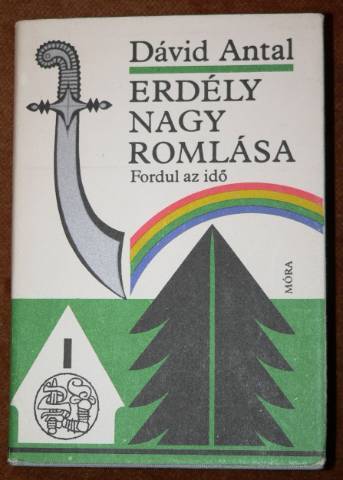 Dávid Antal
ERDÉLY
NAGY
ROMLÁSA
Fordul az idő
MÓRA